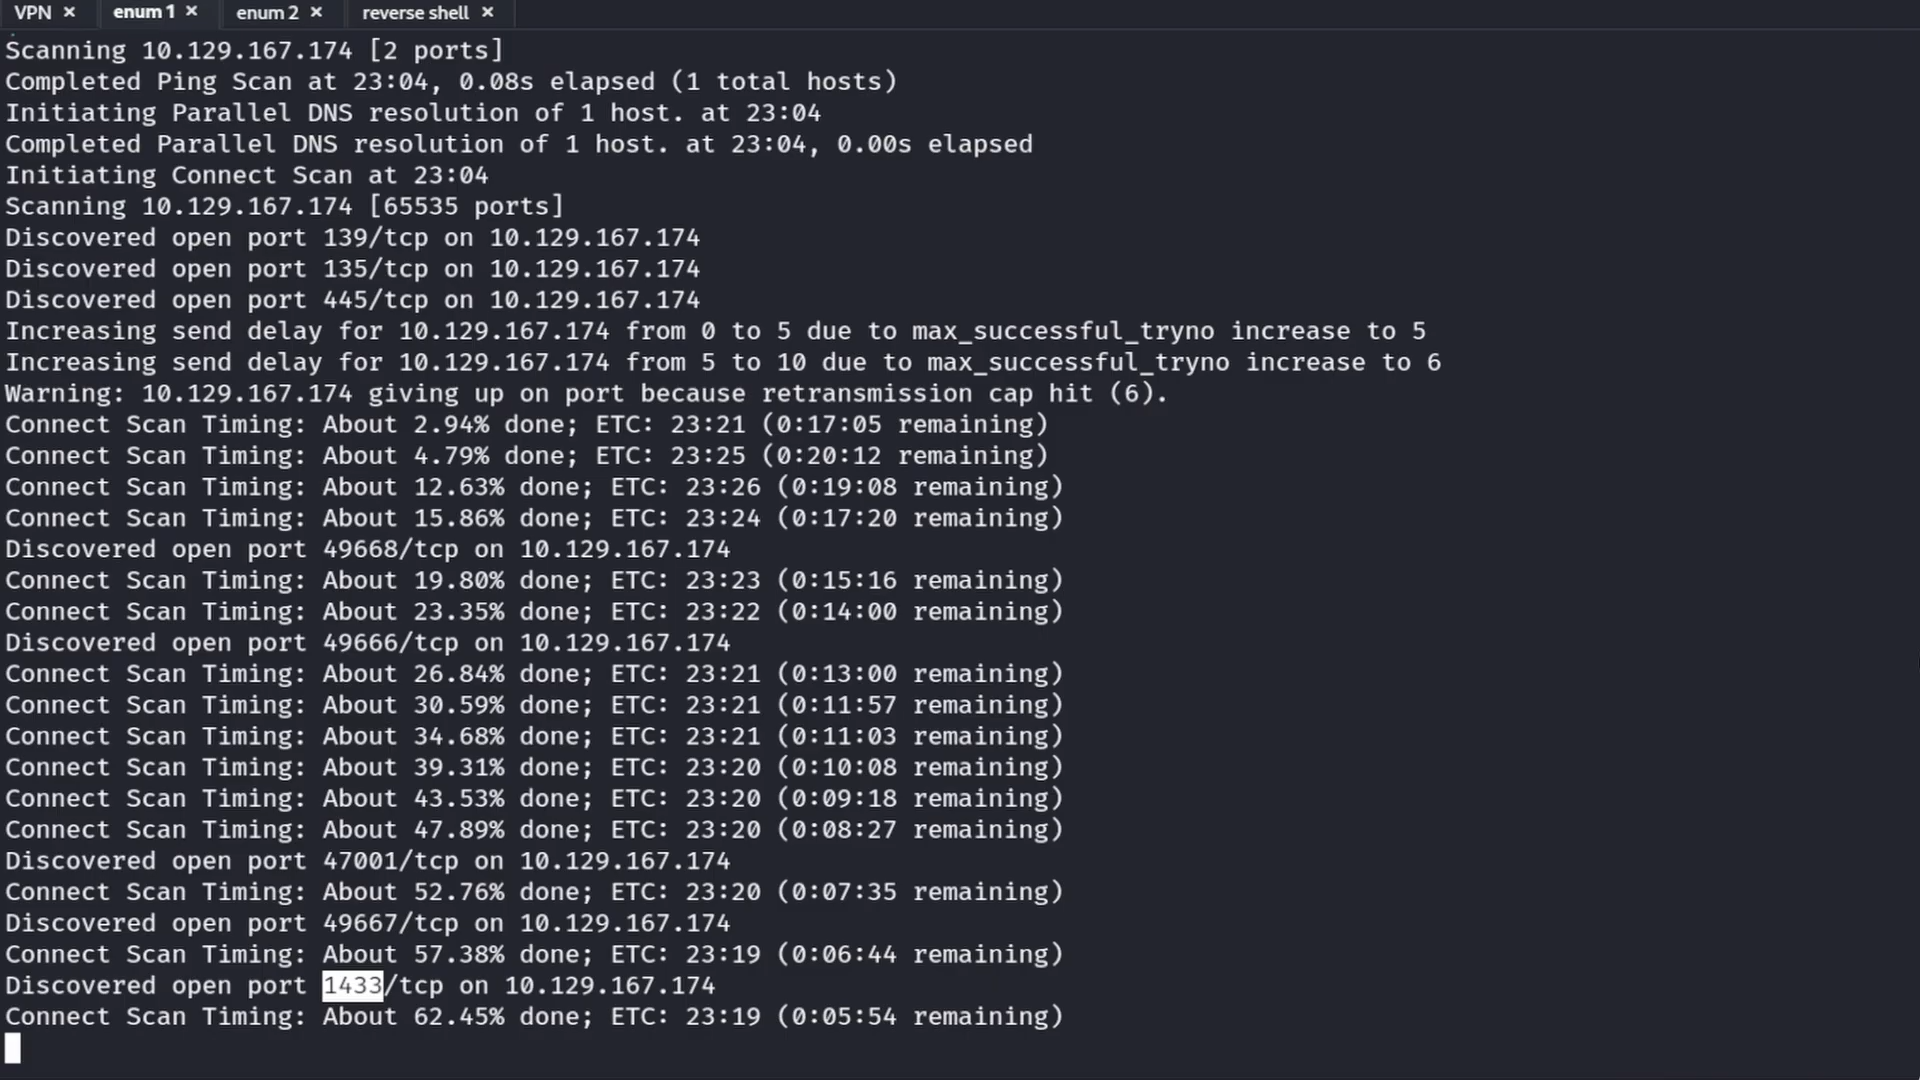 VPN × enum 1 × enum 2 × reverse shell ×
Scanning 10.129.167.174 [2 ports]
Completed Ping Scan at 23:04, 0.08s elapsed (1 total hosts)
Initiating Parallel DNS resolution of 1 host. at 23:04
Completed Parallel DNS resolution of 1 host. at 23:04, 0.00s elapsed
Initiating Connect Scan at 23:04
Scanning 10.129.167.174 [65535 ports]
Discovered open port 139/tcp on 10.129.167.174
Discovered open port 135/tcp on 10.129.167.174
Discovered open port 445/tcp on 10.129.167.174
Increasing send delay for 10.129.167.174 from 0 to 5 due to max_successful_tryno increase to 5
Increasing send delay for 10.129.167.174 from 5 to 10 due to max_successful_tryno increase to 6
Warning: 10.129.167.174 giving up on port because retransmission cap hit (6).
Connect Scan Timing: About 2.94% done; ETC: 23:21 (0:17:05 remaining)
Connect Scan Timing: About 4.79% done; ETC: 23:25 (0:20:12 remaining)
Connect Scan Timing: About 12.63% done; ETC: 23:26 (0:19:08 remaining)
Connect Scan Timing: About 15.86% done; ETC: 23:24 (0:17:20 remaining)
Discovered open port 49668/tcp on 10.129.167.174
Connect Scan Timing: About 19.80% done; ETC: 23:23 (0:15:16 remaining)
Connect Scan Timing: About 23.35% done; ETC: 23:22 (0:14:00 remaining)
Discovered open port 49666/tcp on 10.129.167.174
Connect Scan Timing: About 26.84% done; ETC: 23:21 (0:13:00 remaining)
Connect Scan Timing: About 30.59% done; ETC: 23:21 (0:11:57 remaining)
Connect Scan Timing: About 34.68% done; ETC: 23:21 (0:11:03 remaining)
Connect Scan Timing: About 39.31% done; ETC: 23:20 (0:10:08 remaining)
Connect Scan Timing: About 43.53% done; ETC: 23:20 (0:09:18 remaining)
Connect Scan Timing: About 47.89% done; ETC: 23:20 (0:08:27 remaining)
Discovered open port 47001/tcp on 10.129.167.174
Connect Scan Timing: About 52.76% done; ETC: 23:20 (0:07:35 remaining)
Discovered open port 49667/tcp on 10.129.167.174
Connect Scan Timing: About 57.38% done; ETC: 23:19 (0:06:44 remaining)
Discovered open port 1433/tcp on 10.129.167.174
Connect Scan Timing: About 62.45% done; ETC: 23:19 (0:05:54 remaining)